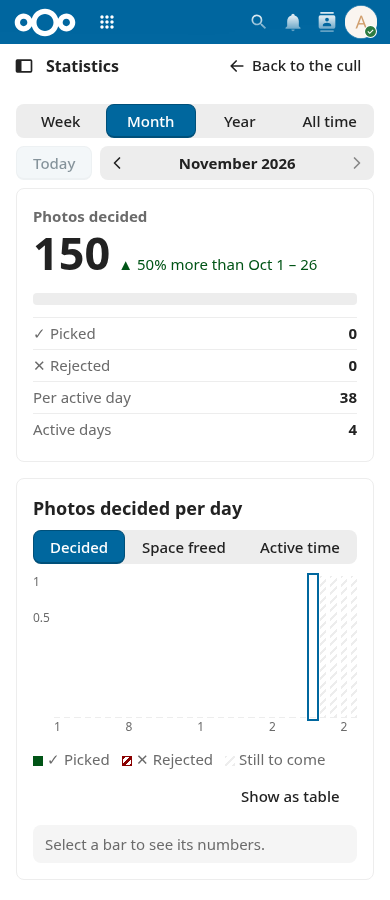 A
Statistics
Back to the cull
Week Month Year All time
Today November 2026
Photos decided
150 ▲ 50% more than Oct 1 – 26
✓ Picked 0
✕ Rejected 0
Per active day 38
Active days 4
Photos decided per day
Decided Space freed Active time
1
0.5
1 8 1 2 2
✓ Picked ✕ Rejected Still to come
Show as table
Select a bar to see its numbers.